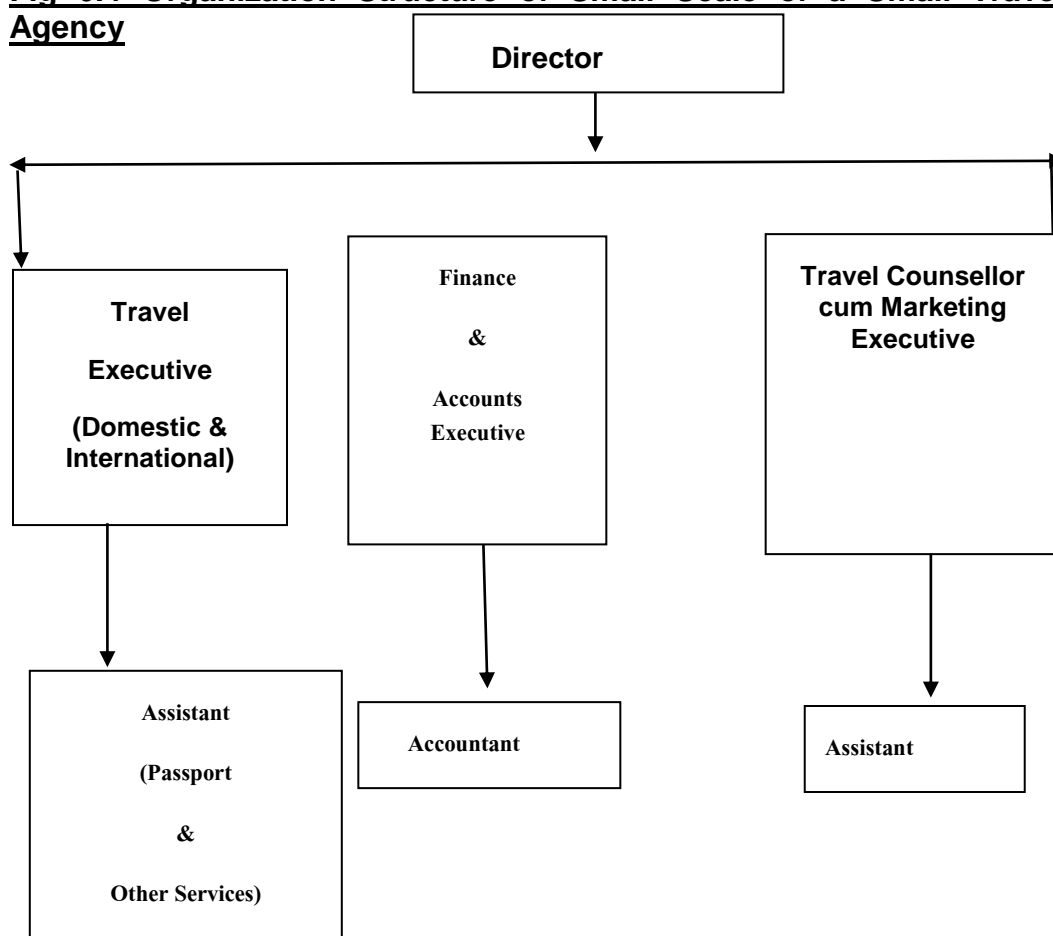 Agency
Director
Travel
Executive
(Domestic &
International)
Finance
&
Accounts
Executive
Travel Counsellor
cum Marketing
Executive
Assistant
(Passport
&
Other Services)
Accountant
Assistant